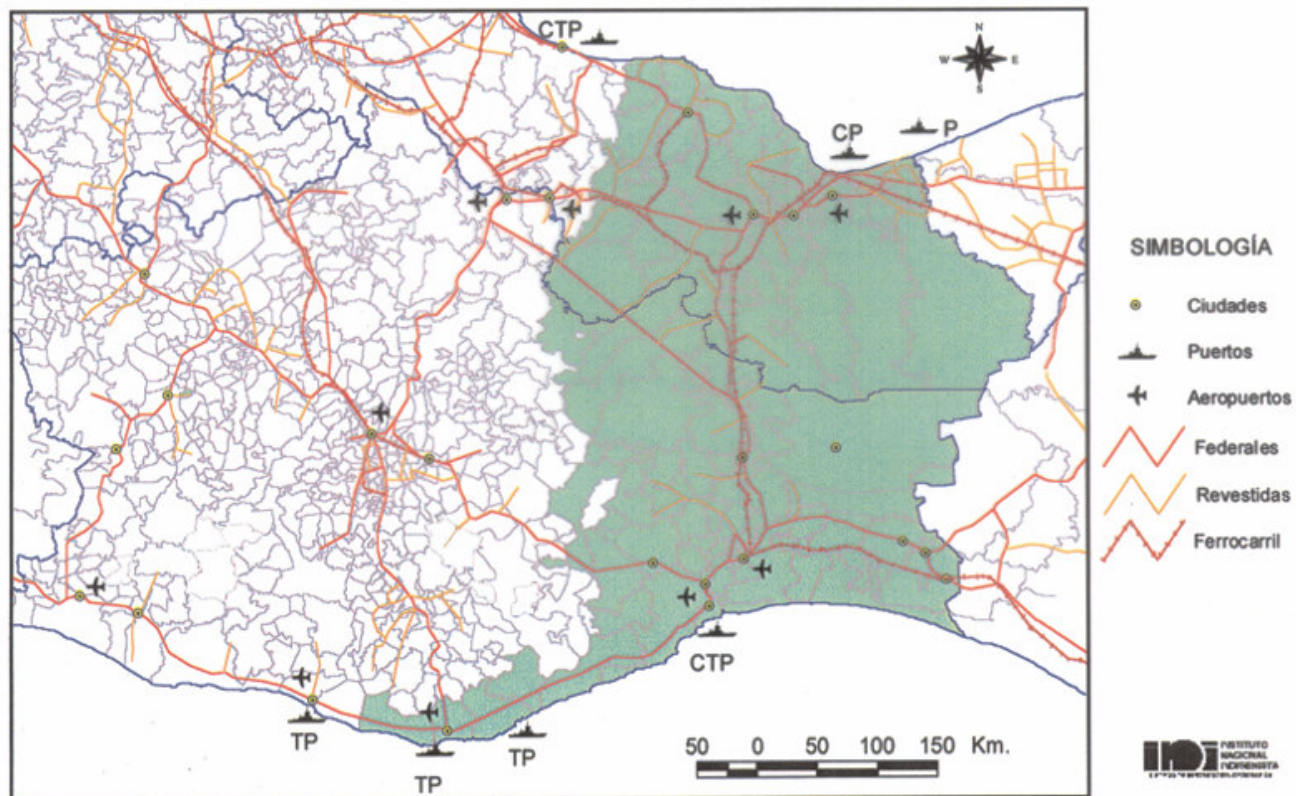 CTP
N
W E
S
CP
P
SIMBOLOGÍA
Ciudades
Puertos
Aeropuertos
Federales
Revestidas
Ferrocarril
CTP
TP
TP
TP
50 0 50 100 150 Km.
INSTITUTO
NACIONAL
INDIGENISTA